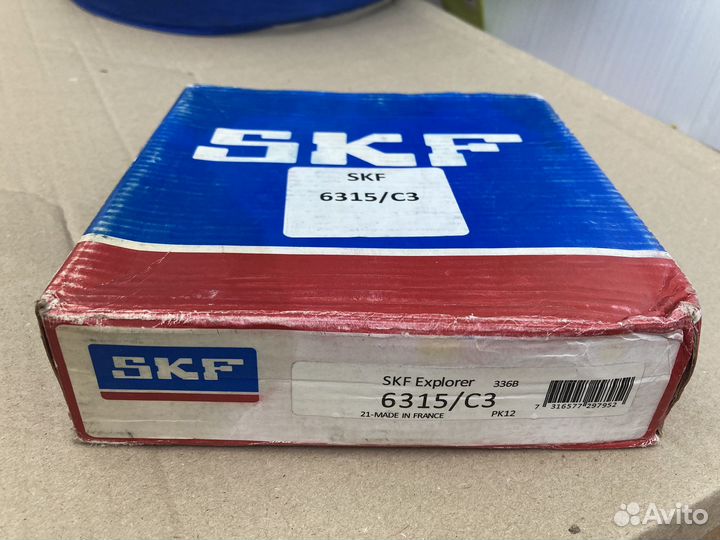 SKF
SKF
6315/C3
SKF
SKF Explorer 336B
6315/C3
21-MADE IN FRANCE PK12
7 316577 297952
Avito